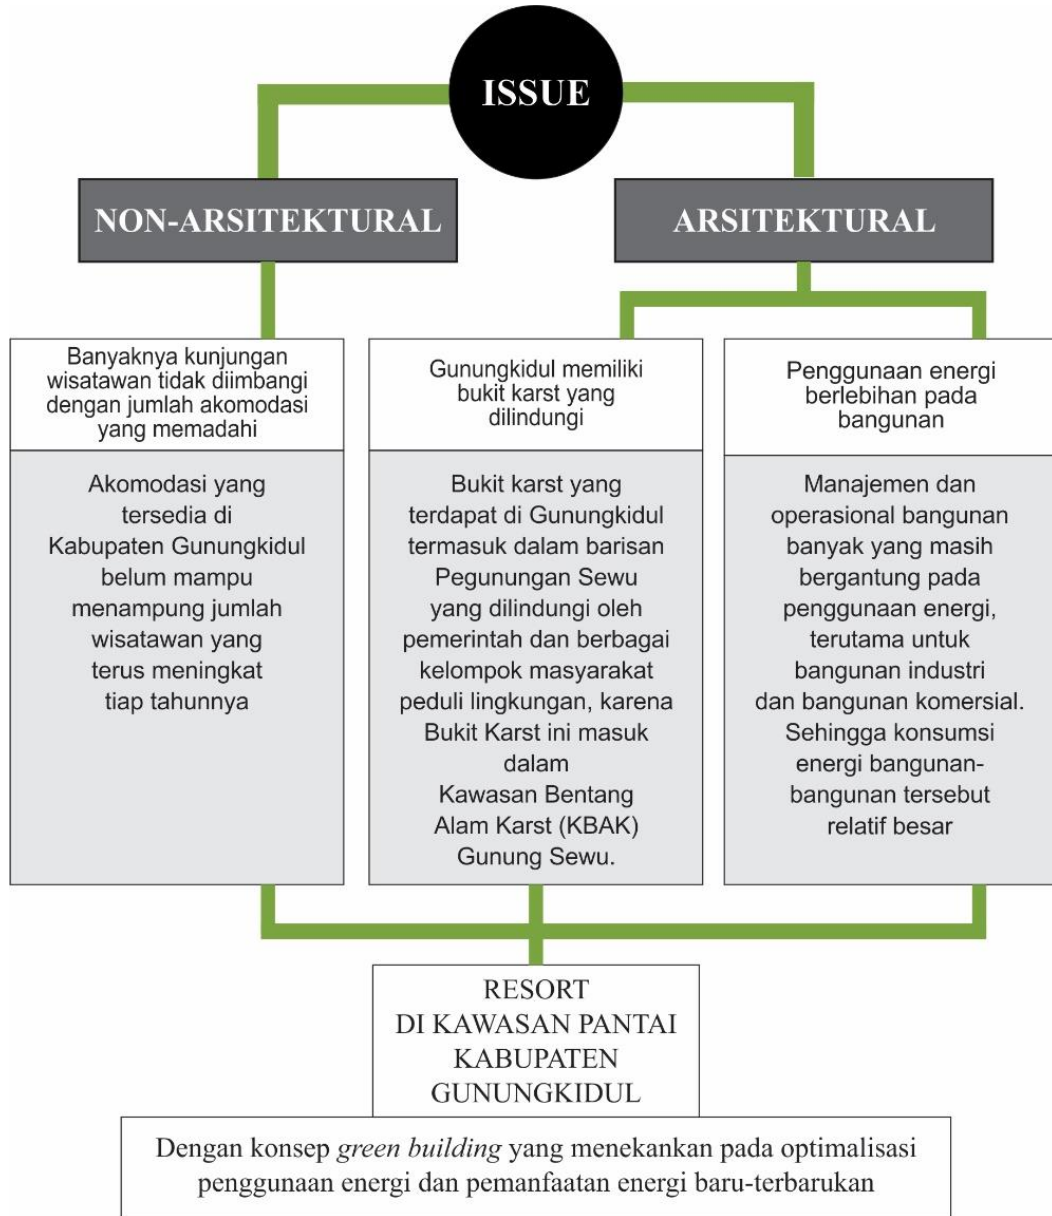 ISSUE
NON-ARSITEKTURAL
ARSITEKTURAL
Banyaknya kunjungan
wisatawan tidak diimbangi
dengan jumlah akomodasi
yang memadahi
Akomodasi yang
tersedia di
Kabupaten Gunungkidul
belum mampu
menampung jumlah
wisatawan yang
terus meningkat
tiap tahunnya
Gunungkidul memiliki
bukit karst yang
dilindungi
Bukit karst yang
terdapat di Gunungkidul
termasuk dalam barisan
Pegunungan Sewu
yang dilindungi oleh
pemerintah dan berbagai
kelompok masyarakat
peduli lingkungan, karena
Bukit Karst ini masuk
dalam
Kawasan Bentang
Alam Karst (KBAK)
Gunung Sewu.
Penggunaan energi
berlebihan pada
bangunan
Manajemen dan
operasional bangunan
banyak yang masih
bergantung pada
penggunaan energi,
terutama untuk
bangunan industri
dan bangunan komersial.
Sehingga konsumsi
energi bangunan-
bangunan tersebut
relatif besar
RESORT
DI KAWASAN PANTAI
KABUPATEN
GUNUNGKIDUL
Dengan konsep green building yang menekankan pada optimalisasi
penggunaan energi dan pemanfaatan energi baru-terbarukan